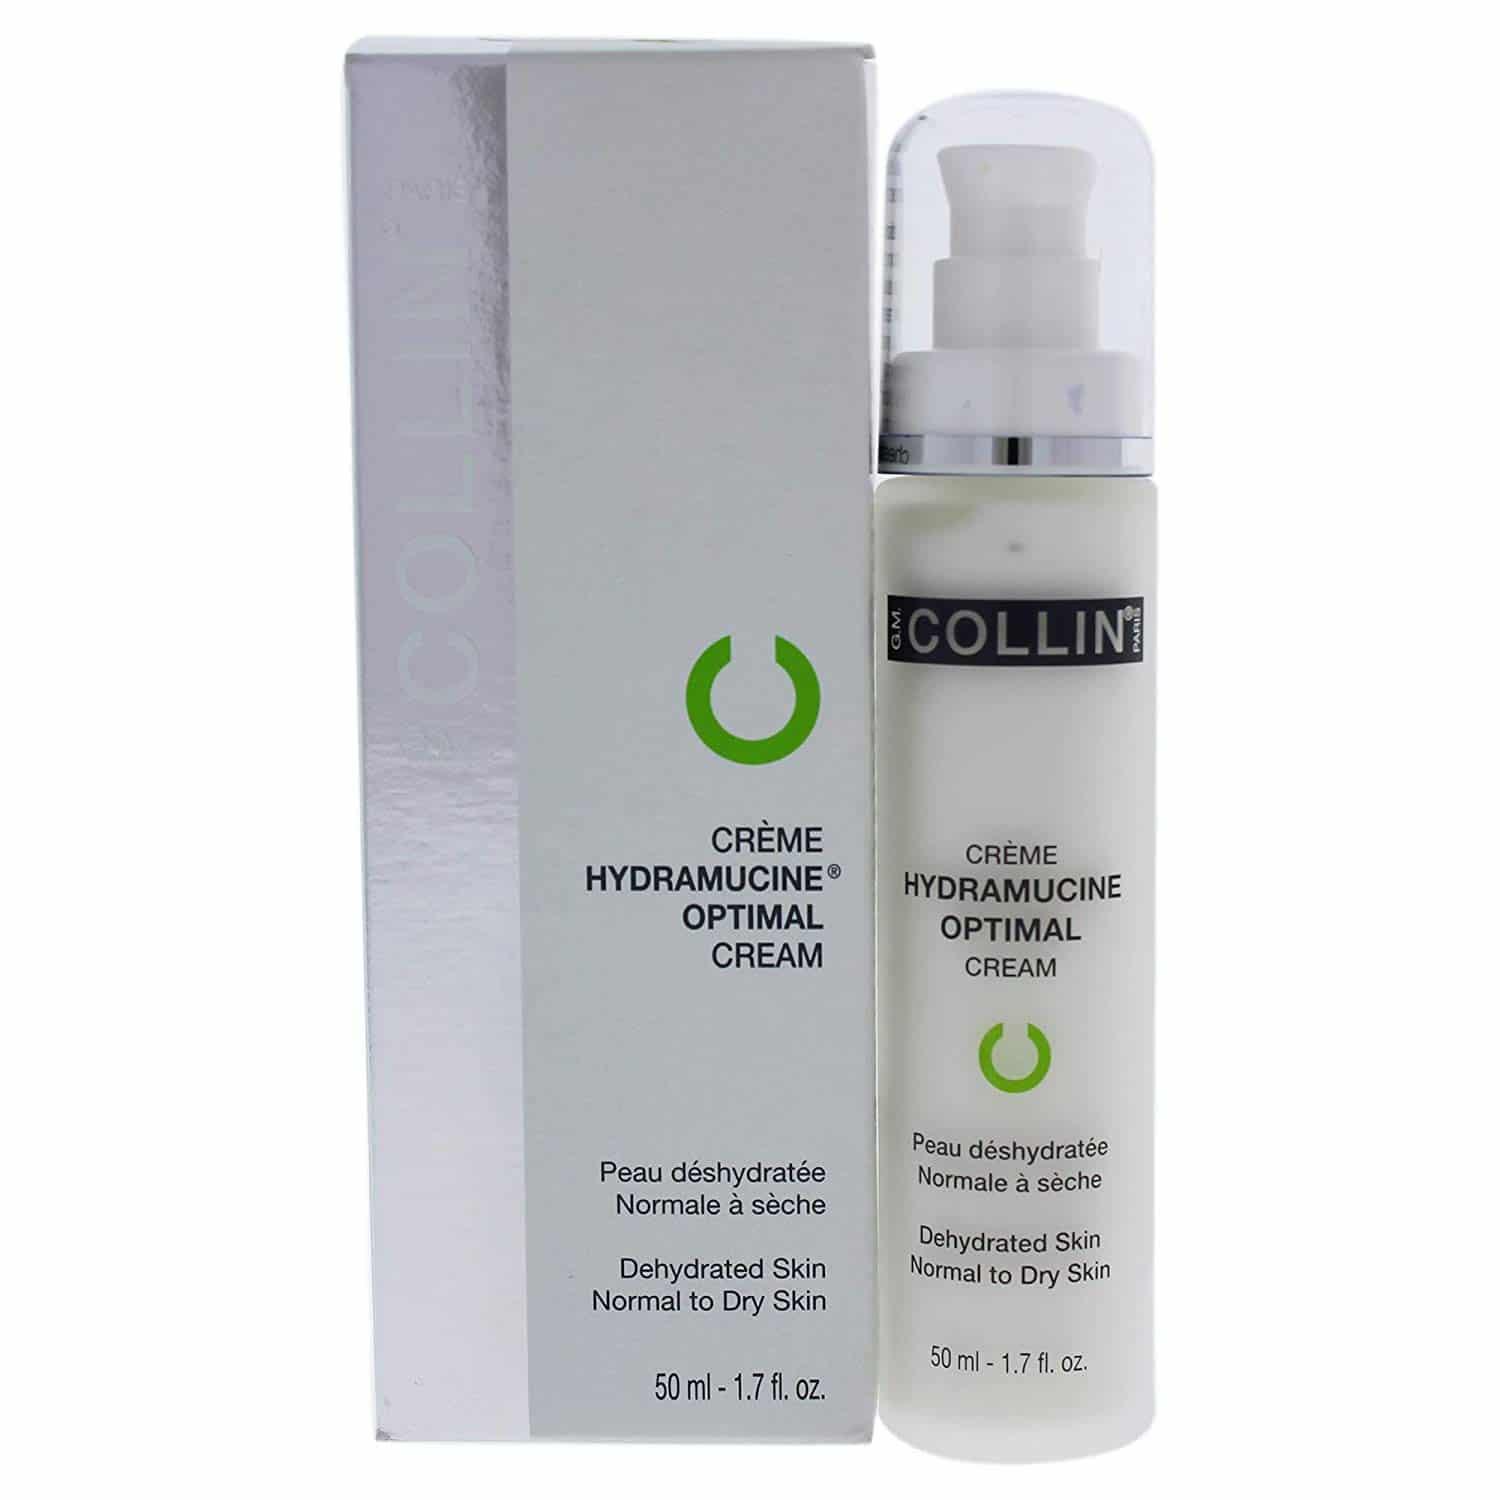 COLLIN
CRÈME
HYDRAMUCINE®
OPTIMAL
CREAM
Peau déshydratée
Normale à sèche
Dehydrated Skin
Normal to Dry Skin
50 ml - 1.7 fl. oz.
G.M. COLLIN® PARIS
CRÈME
HYDRAMUCINE
OPTIMAL
CREAM
Peau déshydratée
Normale à sèche
Dehydrated Skin
Normal to Dry Skin
50 ml - 1.7 fl. oz.